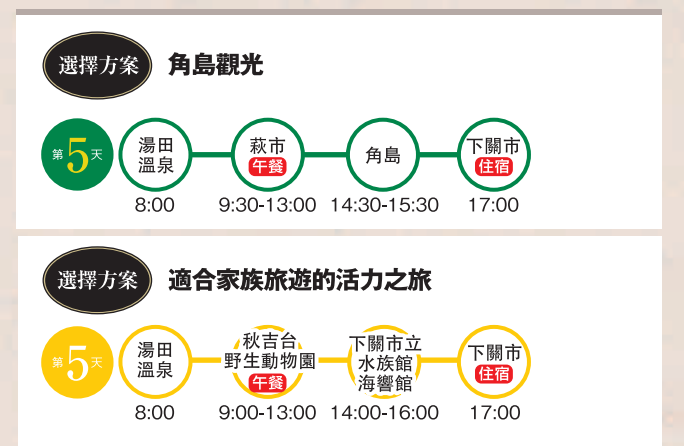 選擇方案
角島觀光
第5天
湯田
溫泉
萩市
午餐
角島
下關市
住宿
8:00
9:30-13:00
14:30-15:30
17:00
選擇方案
適合家族旅遊的活力之旅
第5天
湯田
溫泉
秋吉台
野生動物園
午餐
下關市立
水族館
海響館
下關市
住宿
8:00
9:00-13:00
14:00-16:00
17:00